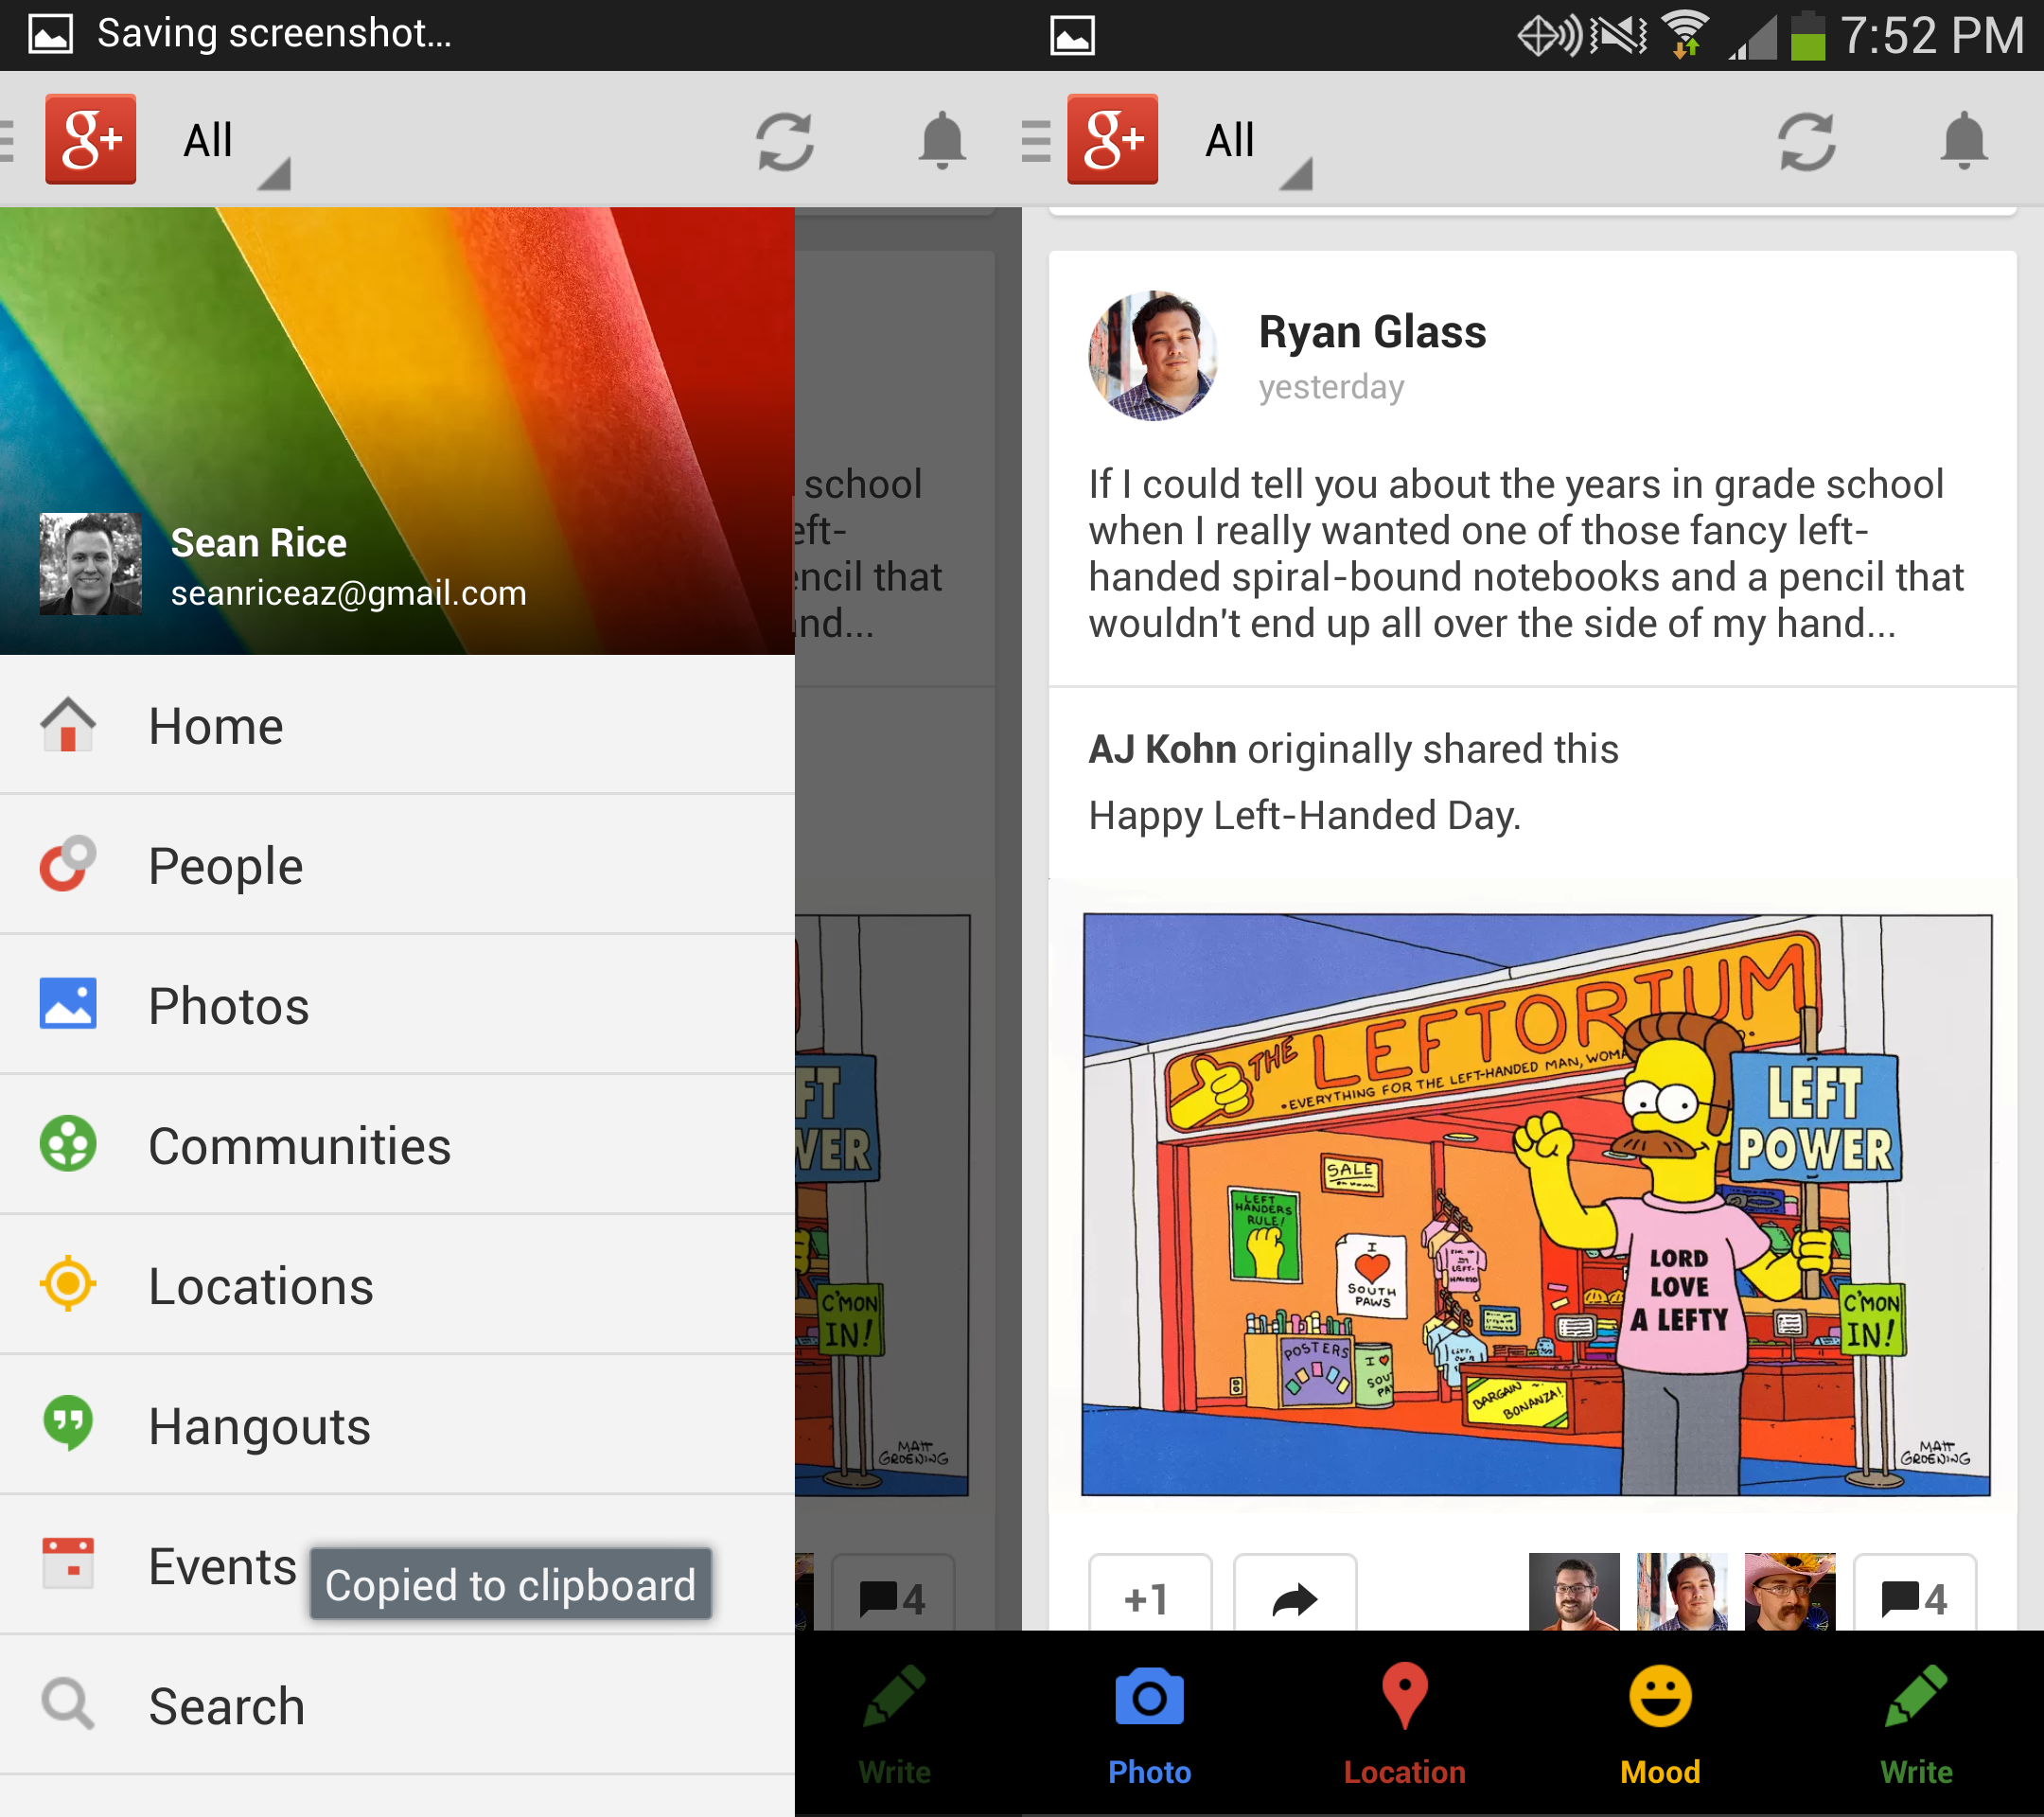 Saving screenshot...
g+ All
Sean Rice
seanriceaz@gmail.com
Home
People
Photos
Communities
Locations
Hangouts
Events
Copied to clipboard
Search
school
eft-
encil that
nd...
FT
WER
C'MON
IN!
MATT
GROENING
4
Write
7:52 PM
g+ All
Ryan Glass
yesterday
If I could tell you about the years in grade school
when I really wanted one of those fancy left-
handed spiral-bound notebooks and a pencil that
wouldn't end up all over the side of my hand...
AJ Kohn originally shared this
Happy Left-Handed Day.
THE LEFTORIUM
•EVERYTHING FOR THE LEFT-HANDED MAN, WOMA
LEFT
POWER
SALE
LEFT
HANDERS
RULE!
I
SOUTH
PAWS
LORD
LOVE
A LEFTY
C'MON
IN!
POSTERS
I
SOU
PA
BARGAIN
BONANZA!
MATT
GROENING
+1
4
Photo
Location
Mood
Write